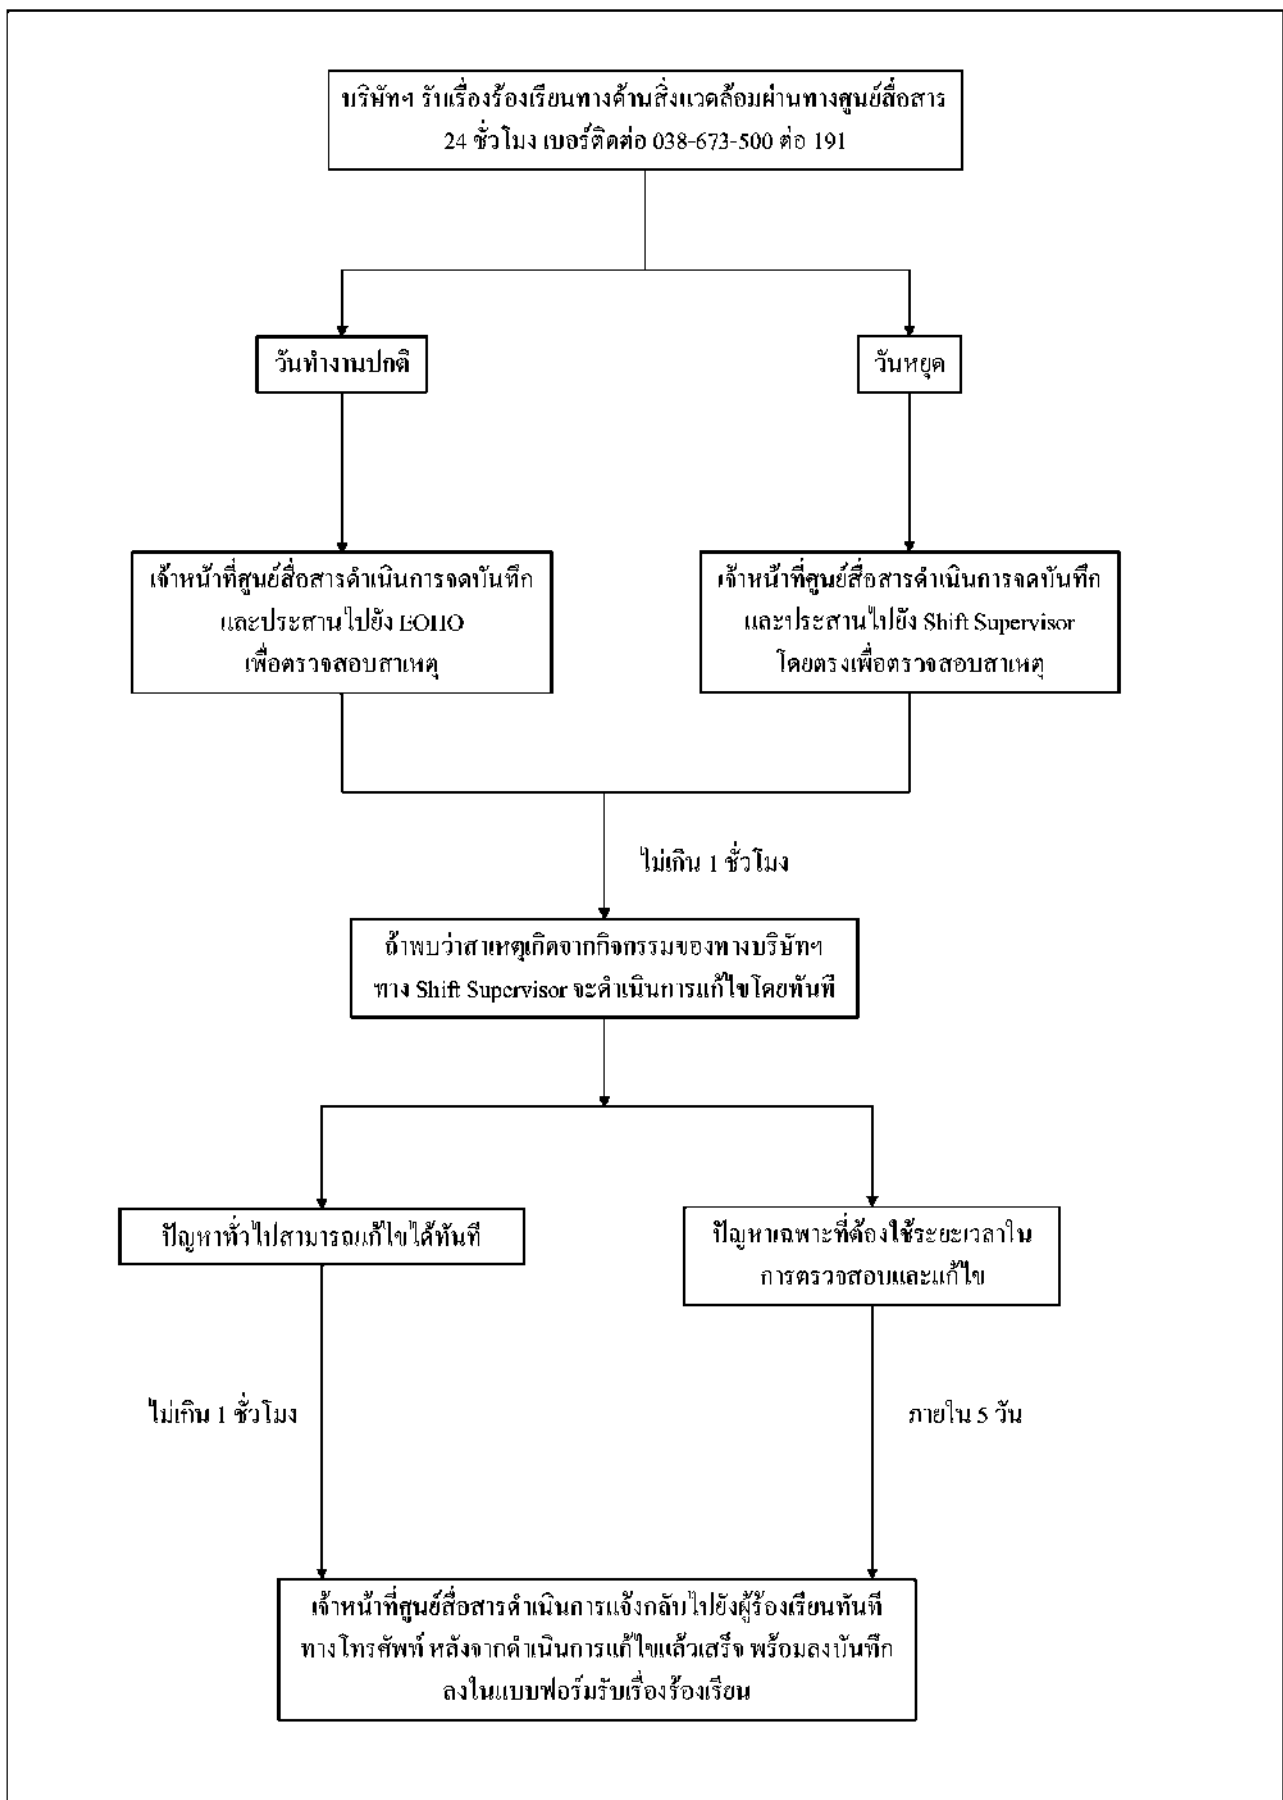 บริษัทฯ รับเรื่องร้องเรียนทางด้านสิ่งแวดล้อมผ่านทางศูนย์สื่อสาร
24 ชั่วโมง เบอร์ติดต่อ 038-673-500 ต่อ 191
วันทำงานปกติ
วันหยุด
เจ้าหน้าที่ศูนย์สื่อสารดำเนินการจดบันทึก
และประสานไปยัง
เพื่อตรวจสอบสาเหตุ
เจ้าหน้าที่ศูนย์สื่อสารดำเนินการจดบันทึก
และประสานไปยัง Shift Supervisor
โดยตรงเพื่อตรวจสอบสาเหตุ
ไม่เกิน 1 ชั่วโมง
ถ้าพบว่าสาเหตุเกิดจากกิจกรรมของทางบริษัทฯ
ทาง Shift Supervisor จะดำเนินการแก้ไขโดยทันที
ปัญหาทั่วไปสามารถแก้ไขได้ทันที
ปัญหาเฉพาะที่ต้องใช้ระยะเวลาใน
การตรวจสอบและแก้ไข
ไม่เกิน 1 ชั่วโมง
ภายใน 5 วัน
เจ้าหน้าที่ศูนย์สื่อสารดำเนินการแจ้งกลับไปยังผู้ร้องเรียนทันที
ทางโทรศัพท์ หลังจากดำเนินการแก้ไขแล้วเสร็จ พร้อมลงบันทึก
ลงในแบบฟอร์มรับเรื่องร้องเรียน